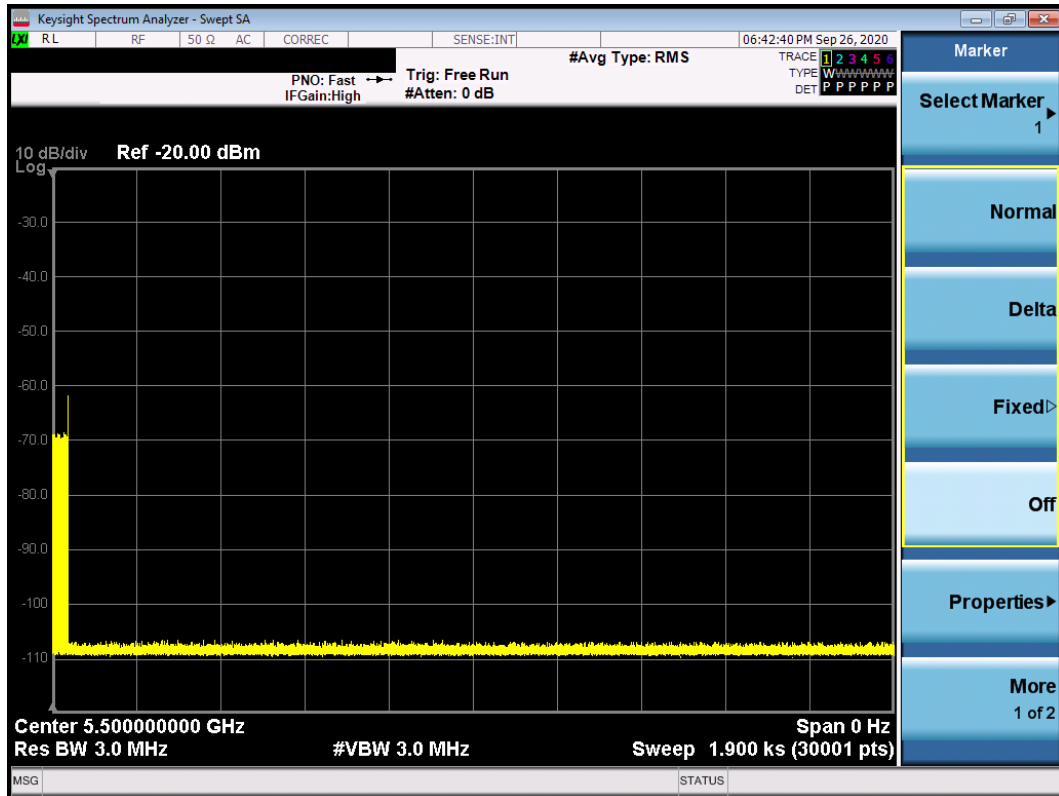 Keysight Spectrum Analyzer - Swept SA
LXI RL RF 50 Ω AC CORREC SENSE:INT 06:42:40 PM Sep 26, 2020
#Avg Type: RMS
TRACE 1 2 3 4 5 6
TYPE WWWWWW
DET P P P P P P
PNO: Fast
IFGain:High
Trig: Free Run
#Atten: 0 dB
10 dB/div Ref -20.00 dBm
Log
-30.0
-40.0
-50.0
-60.0
-70.0
-80.0
-90.0
-100
-110
Center 5.500000000 GHz Span 0 Hz
Res BW 3.0 MHz #VBW 3.0 MHz Sweep 1.900 ks (30001 pts)
MSG STATUS
Marker
Select Marker
1
Normal
Delta
Fixed
Off
Properties
More
1 of 2